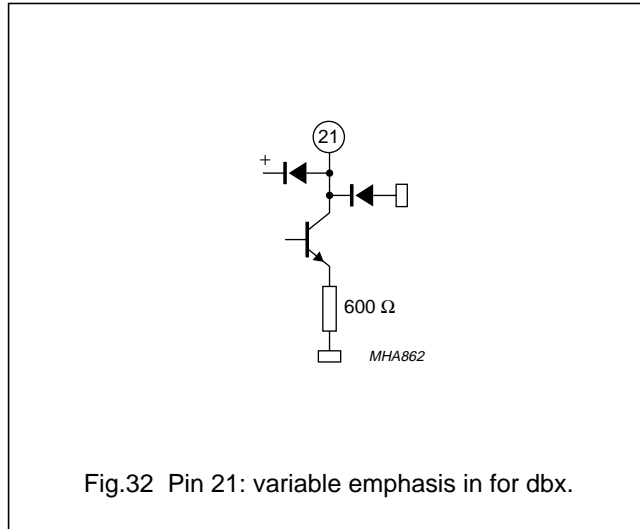 21
+
600 Ω
MHA862
Fig.32 Pin 21: variable emphasis in for dbx.